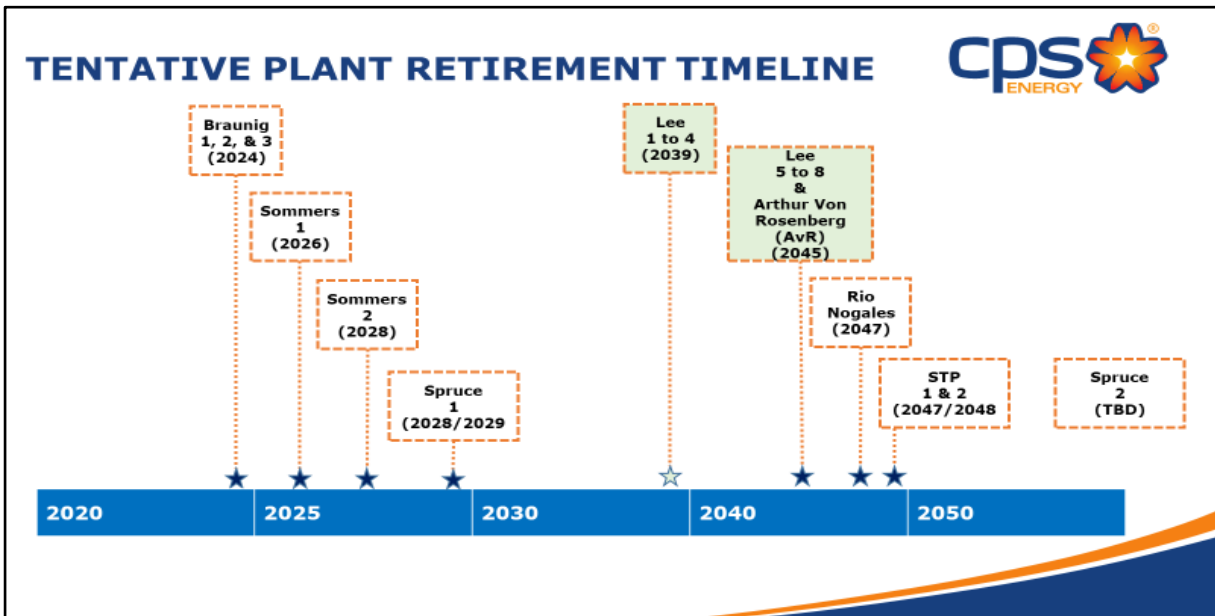 TENTATIVE PLANT RETIREMENT TIMELINE
cps
ENERGY
®
Braunig
1, 2, & 3
(2024)
Sommers
1
(2026)
Sommers
2
(2028)
Spruce
1
(2028/2029
Lee
1 to 4
(2039)
Lee
5 to 8
&
Arthur Von
Rosenberg
(AvR)
(2045)
Rio
Nogales
(2047)
STP
1 & 2
(2047/2048
Spruce
2
(TBD)
2020
2025
2030
2040
2050